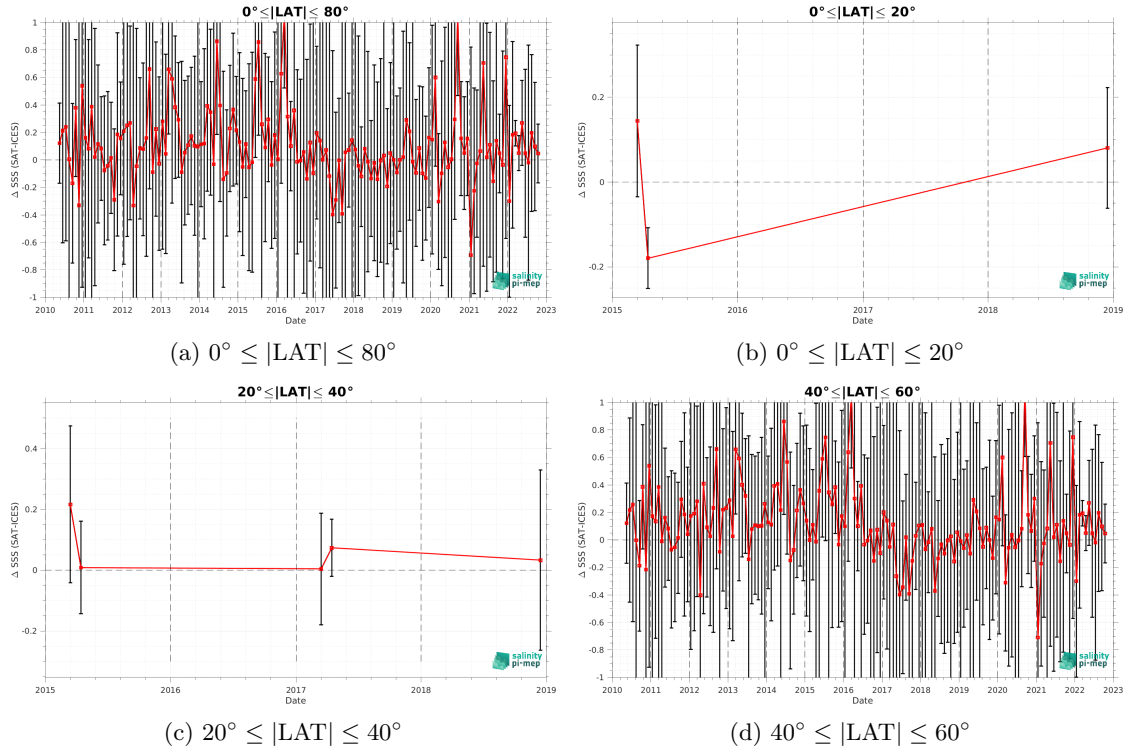 0°≤|LAT|≤ 80°
1
0.8
0.6
0.4
0.2
0
-0.2
-0.4
-0.6
-0.8
-1
Δ SSS (SAT-ICES)
2010 2011 2012 2013 2014 2015 2016 2017 2018 2019 2020 2021 2022 2023
Date
salinity
pi-mep
(a) 0° ≤ |LAT| ≤ 80°
0°≤|LAT|≤ 20°
0.2
0
-0.2
Δ SSS (SAT-ICES)
2015 2016 2017 2018 2019
Date
salinity
pi-mep
(b) 0° ≤ |LAT| ≤ 20°
20°≤|LAT|≤ 40°
0.4
0.2
0
-0.2
Δ SSS (SAT-ICES)
2015 2016 2017 2018 2019
Date
salinity
pi-mep
(c) 20° ≤ |LAT| ≤ 40°
40°≤|LAT|≤ 60°
1
0.8
0.6
0.4
0.2
0
-0.2
-0.4
-0.6
-0.8
-1
Δ SSS (SAT-ICES)
2010 2011 2012 2013 2014 2015 2016 2017 2018 2019 2020 2021 2022 2023
Date
salinity
pi-mep
(d) 40° ≤ |LAT| ≤ 60°